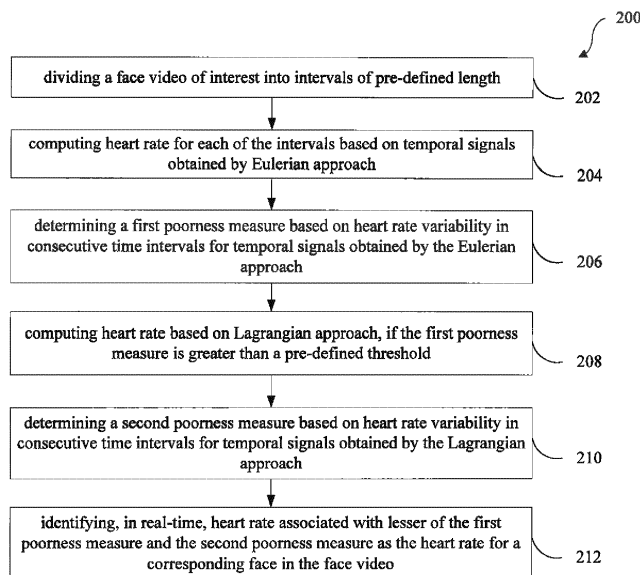 200
dividing a face video of interest into intervals of pre-defined length
202
computing heart rate for each of the intervals based on temporal signals
obtained by Eulerian approach
204
determining a first poorness measure based on heart rate variability in
consecutive time intervals for temporal signals obtained by the Eulerian
approach
206
computing heart rate based on Lagrangian approach, if the first poorness
measure is greater than a pre-defined threshold
208
determining a second poorness measure based on heart rate variability in
consecutive time intervals for temporal signals obtained by the Lagrangian
approach
210
identifying, in real-time, heart rate associated with lesser of the first
poorness measure and the second poorness measure as the heart rate for a
corresponding face in the face video
212